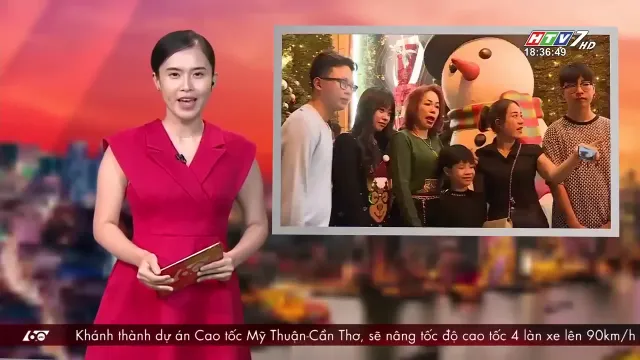 HTV7 HD
18:36:49
60
Khánh thành dự án Cao tốc Mỹ Thuận-Cần Thơ, sẽ nâng tốc độ cao tốc 4 làn xe lên 90km/h